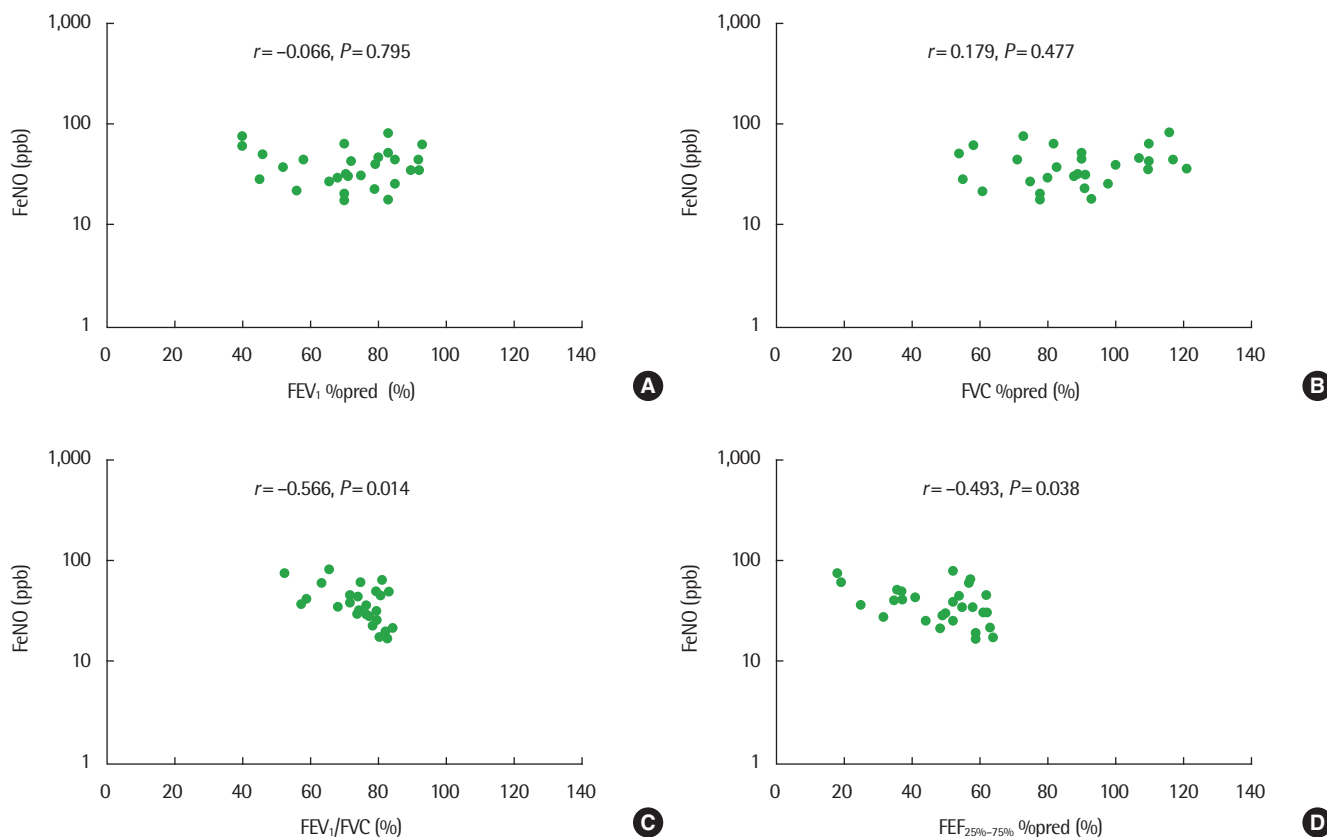 1,000
r=−0.066, P=0.795
100
10
1
FeNO (ppb)
0 20 40 60 80 100 120 140
FEV₁ %pred (%)
A
1,000
r=0.179, P=0.477
100
10
1
FeNO (ppb)
0 20 40 60 80 100 120 140
FVC %pred (%)
B
1,000
r=−0.566, P=0.014
100
10
1
FeNO (ppb)
0 20 40 60 80 100 120 140
FEV₁/FVC (%)
C
1,000
r=−0.493, P=0.038
100
10
1
FeNO (ppb)
0 20 40 60 80 100 120 140
FEF₂₅%₋₇₅% %pred (%)
D